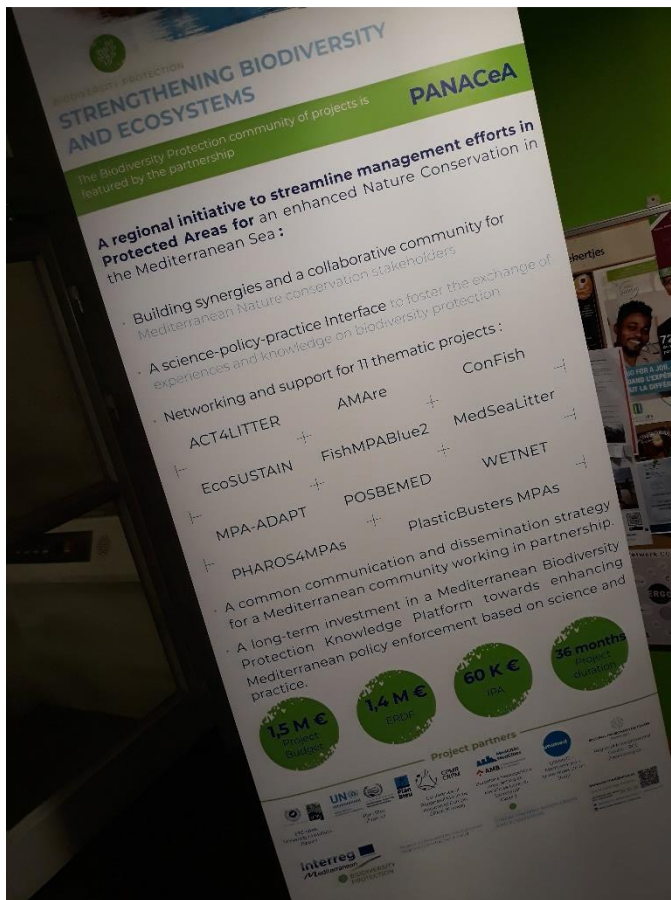 BIODIVERSITY PROTECTION
STRENGTHENING BIODIVERSITY
AND ECOSYSTEMS
The Biodiversity Protection community of projects is
featured by the partnership
PANACeA
A regional initiative to streamline management efforts in
Protected Areas for an enhanced Nature Conservation in
the Mediterranean Sea :
· Building synergies and a collaborative community for
Mediterranean Nature conservation stakeholders
· A science-policy-practice Interface to foster the exchange of
experiences and knowledge on biodiversity protection
· Networking and support for 11 thematic projects :
ACT4LITTER AMAre ConFish
EcoSUSTAIN FishMPABlue2 MedSeaLitter
MPA-ADAPT POSBEMED WETNET
PHAROS4MPAs PlasticBusters MPAs
· A common communication and dissemination strategy
for a Mediterranean community working in partnership.
· A long-term investment in a Mediterranean Biodiversity
Protection Knowledge Platform towards enhancing
Mediterranean policy enforcement based on science and
practice.
1,5 M €
Project
Budget
1,4 M €
ERDF
60 K €
IPA
36 months
Project
duration
Project partners
UN
CPMR
CRPM
AMB
Interreg
Mediterranean
BIODIVERSITY
PROTECTION